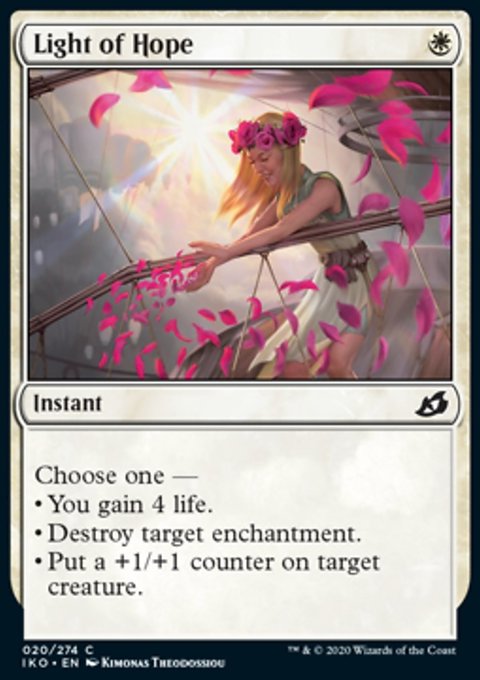 Light of Hope
Instant
Choose one —
• You gain 4 life.
• Destroy target enchantment.
• Put a +1/+1 counter on target
creature.
020/274 C
IKO • EN Kimonas Theodossiou
™ & © 2020 Wizards of the Coast